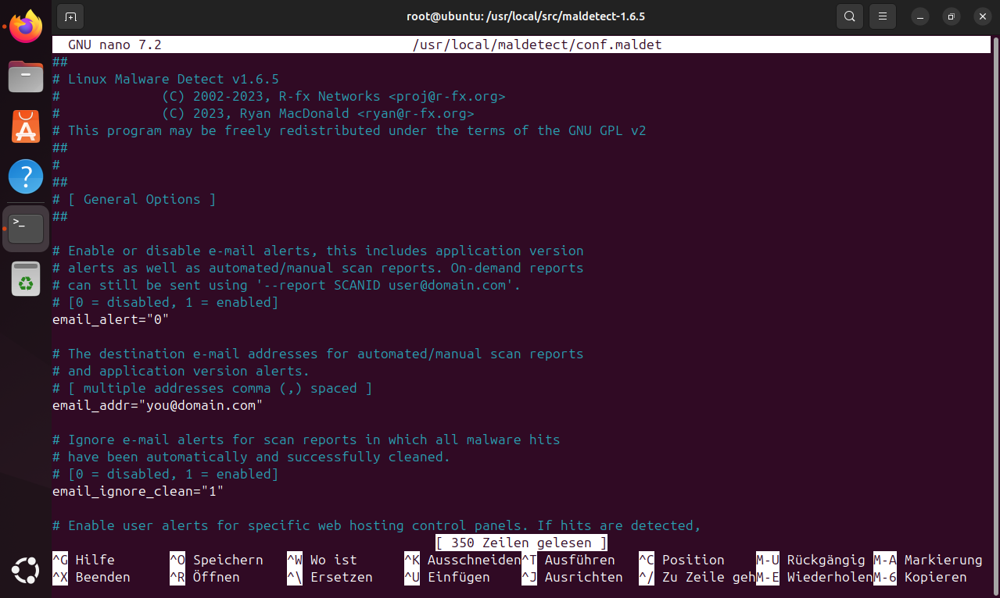 root@ubuntu: /usr/local/src/maldetect-1.6.5
GNU nano 7.2 /usr/local/maldetect/conf.maldet
##
# Linux Malware Detect v1.6.5
# (C) 2002-2023, R-fx Networks <proj@r-fx.org>
# (C) 2023, Ryan MacDonald <ryan@r-fx.org>
# This program may be freely redistributed under the terms of the GNU GPL v2
##
#
##
# [ General Options ]
##
# Enable or disable e-mail alerts, this includes application version
# alerts as well as automated/manual scan reports. On-demand reports
# can still be sent using '--report SCANID user@domain.com'.
# [0 = disabled, 1 = enabled]
email_alert="0"
# The destination e-mail addresses for automated/manual scan reports
# and application version alerts.
# [ multiple addresses comma (,) spaced ]
email_addr="you@domain.com"
# Ignore e-mail alerts for scan reports in which all malware hits
# have been automatically and successfully cleaned.
# [0 = disabled, 1 = enabled]
email_ignore_clean="1"
# Enable user alerts for specific web hosting control panels. If hits are detected,
[ 350 Zeilen gelesen ]
^G Hilfe ^O Speichern ^W Wo ist ^K Ausschneiden ^T Ausführen ^C Position M-U Rückgängig M-A Markierung
^X Beenden ^R Öffnen ^\ Ersetzen ^U Einfügen ^J Ausrichten ^/ Zu Zeile geh M-E Wiederholen M-6 Kopieren